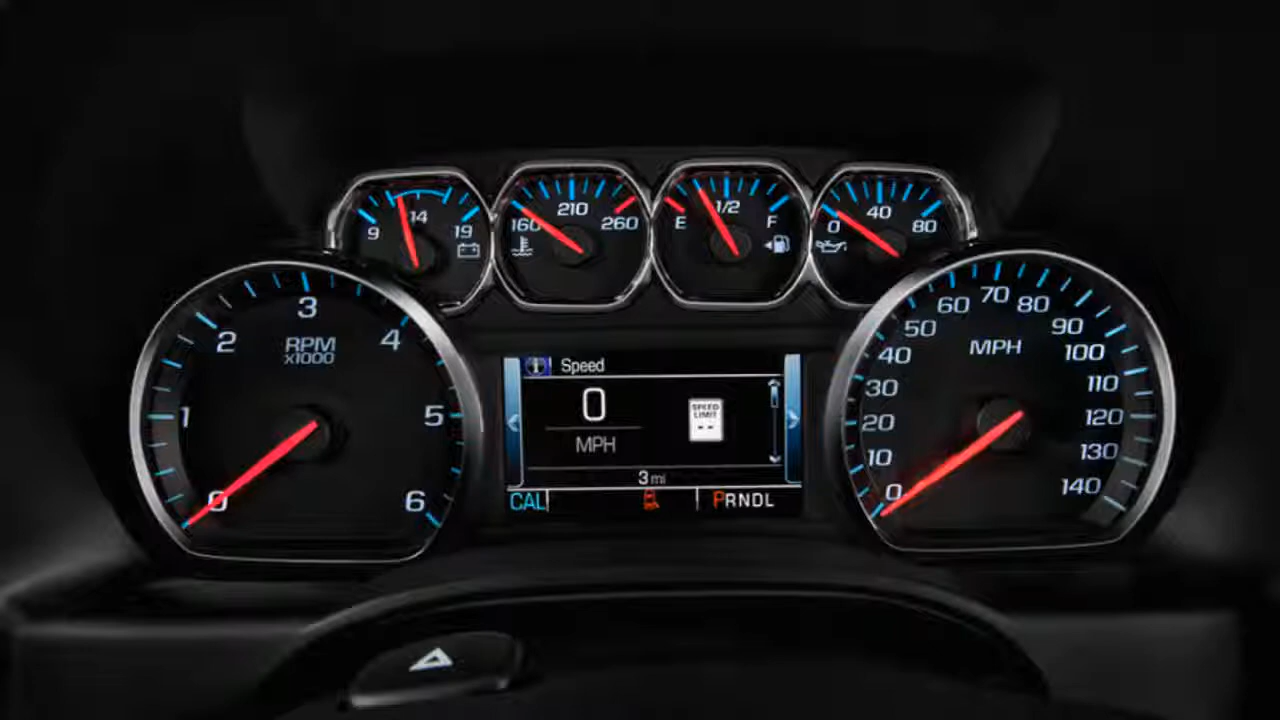 9 14 19
160 210 260
E 1/2 F
0 40 80
0 1 2 3 4 5 6
RPM
x1000
Speed
0
MPH
SPEED
LIMIT
--
3 mi
CAL
PRNDL
0 10 20 30 40 50 60 70 80 90 100 110 120 130 140
MPH